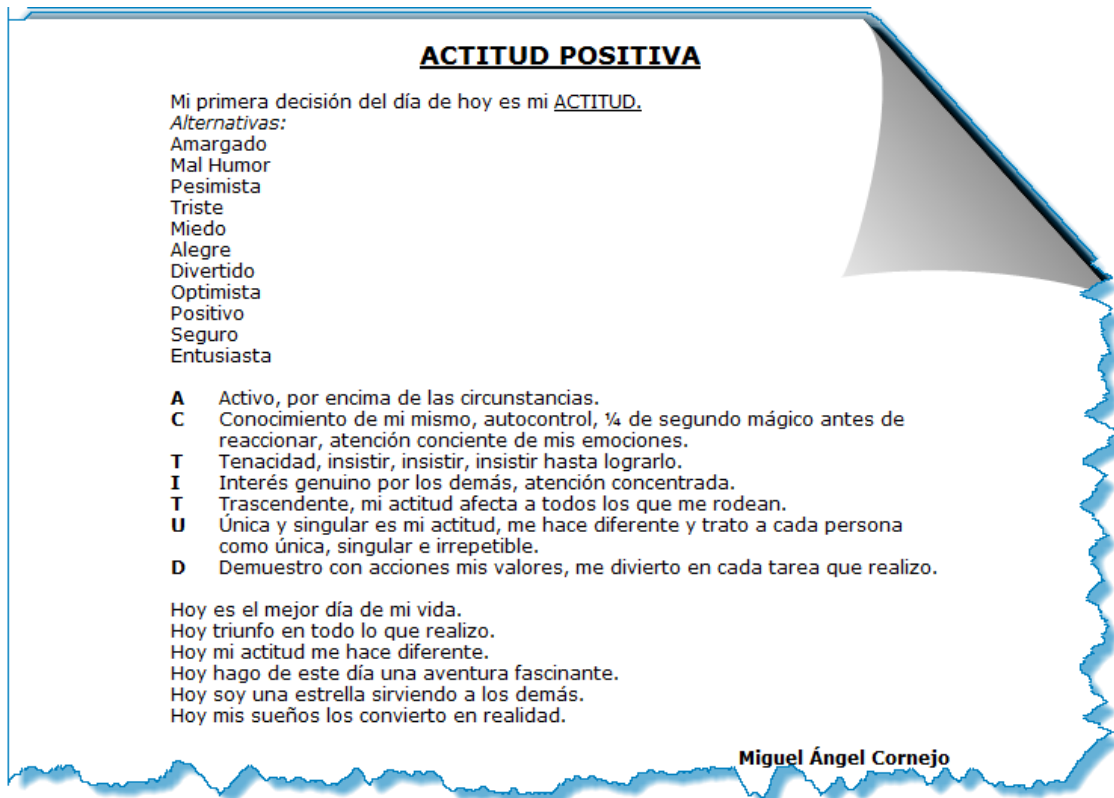 ACTITUD POSITIVA
Mi primera decisión del día de hoy es mi ACTITUD.
Alternativas:
Amargado
Mal Humor
Pesimista
Triste
Miedo
Alegre
Divertido
Optimista
Positivo
Seguro
Entusiasta
A Activo, por encima de las circunstancias.
C Conocimiento de mi mismo, autocontrol, ¼ de segundo mágico antes de
reaccionar, atención conciente de mis emociones.
T Tenacidad, insistir, insistir, insistir hasta lograrlo.
I Interés genuino por los demás, atención concentrada.
T Trascendente, mi actitud afecta a todos los que me rodean.
U Única y singular es mi actitud, me hace diferente y trato a cada persona
como única, singular e irrepetible.
D Demuestro con acciones mis valores, me divierto en cada tarea que realizo.
Hoy es el mejor día de mi vida.
Hoy triunfo en todo lo que realizo.
Hoy mi actitud me hace diferente.
Hoy hago de este día una aventura fascinante.
Hoy soy una estrella sirviendo a los demás.
Hoy mis sueños los convierto en realidad.
Miguel Ángel Cornejo